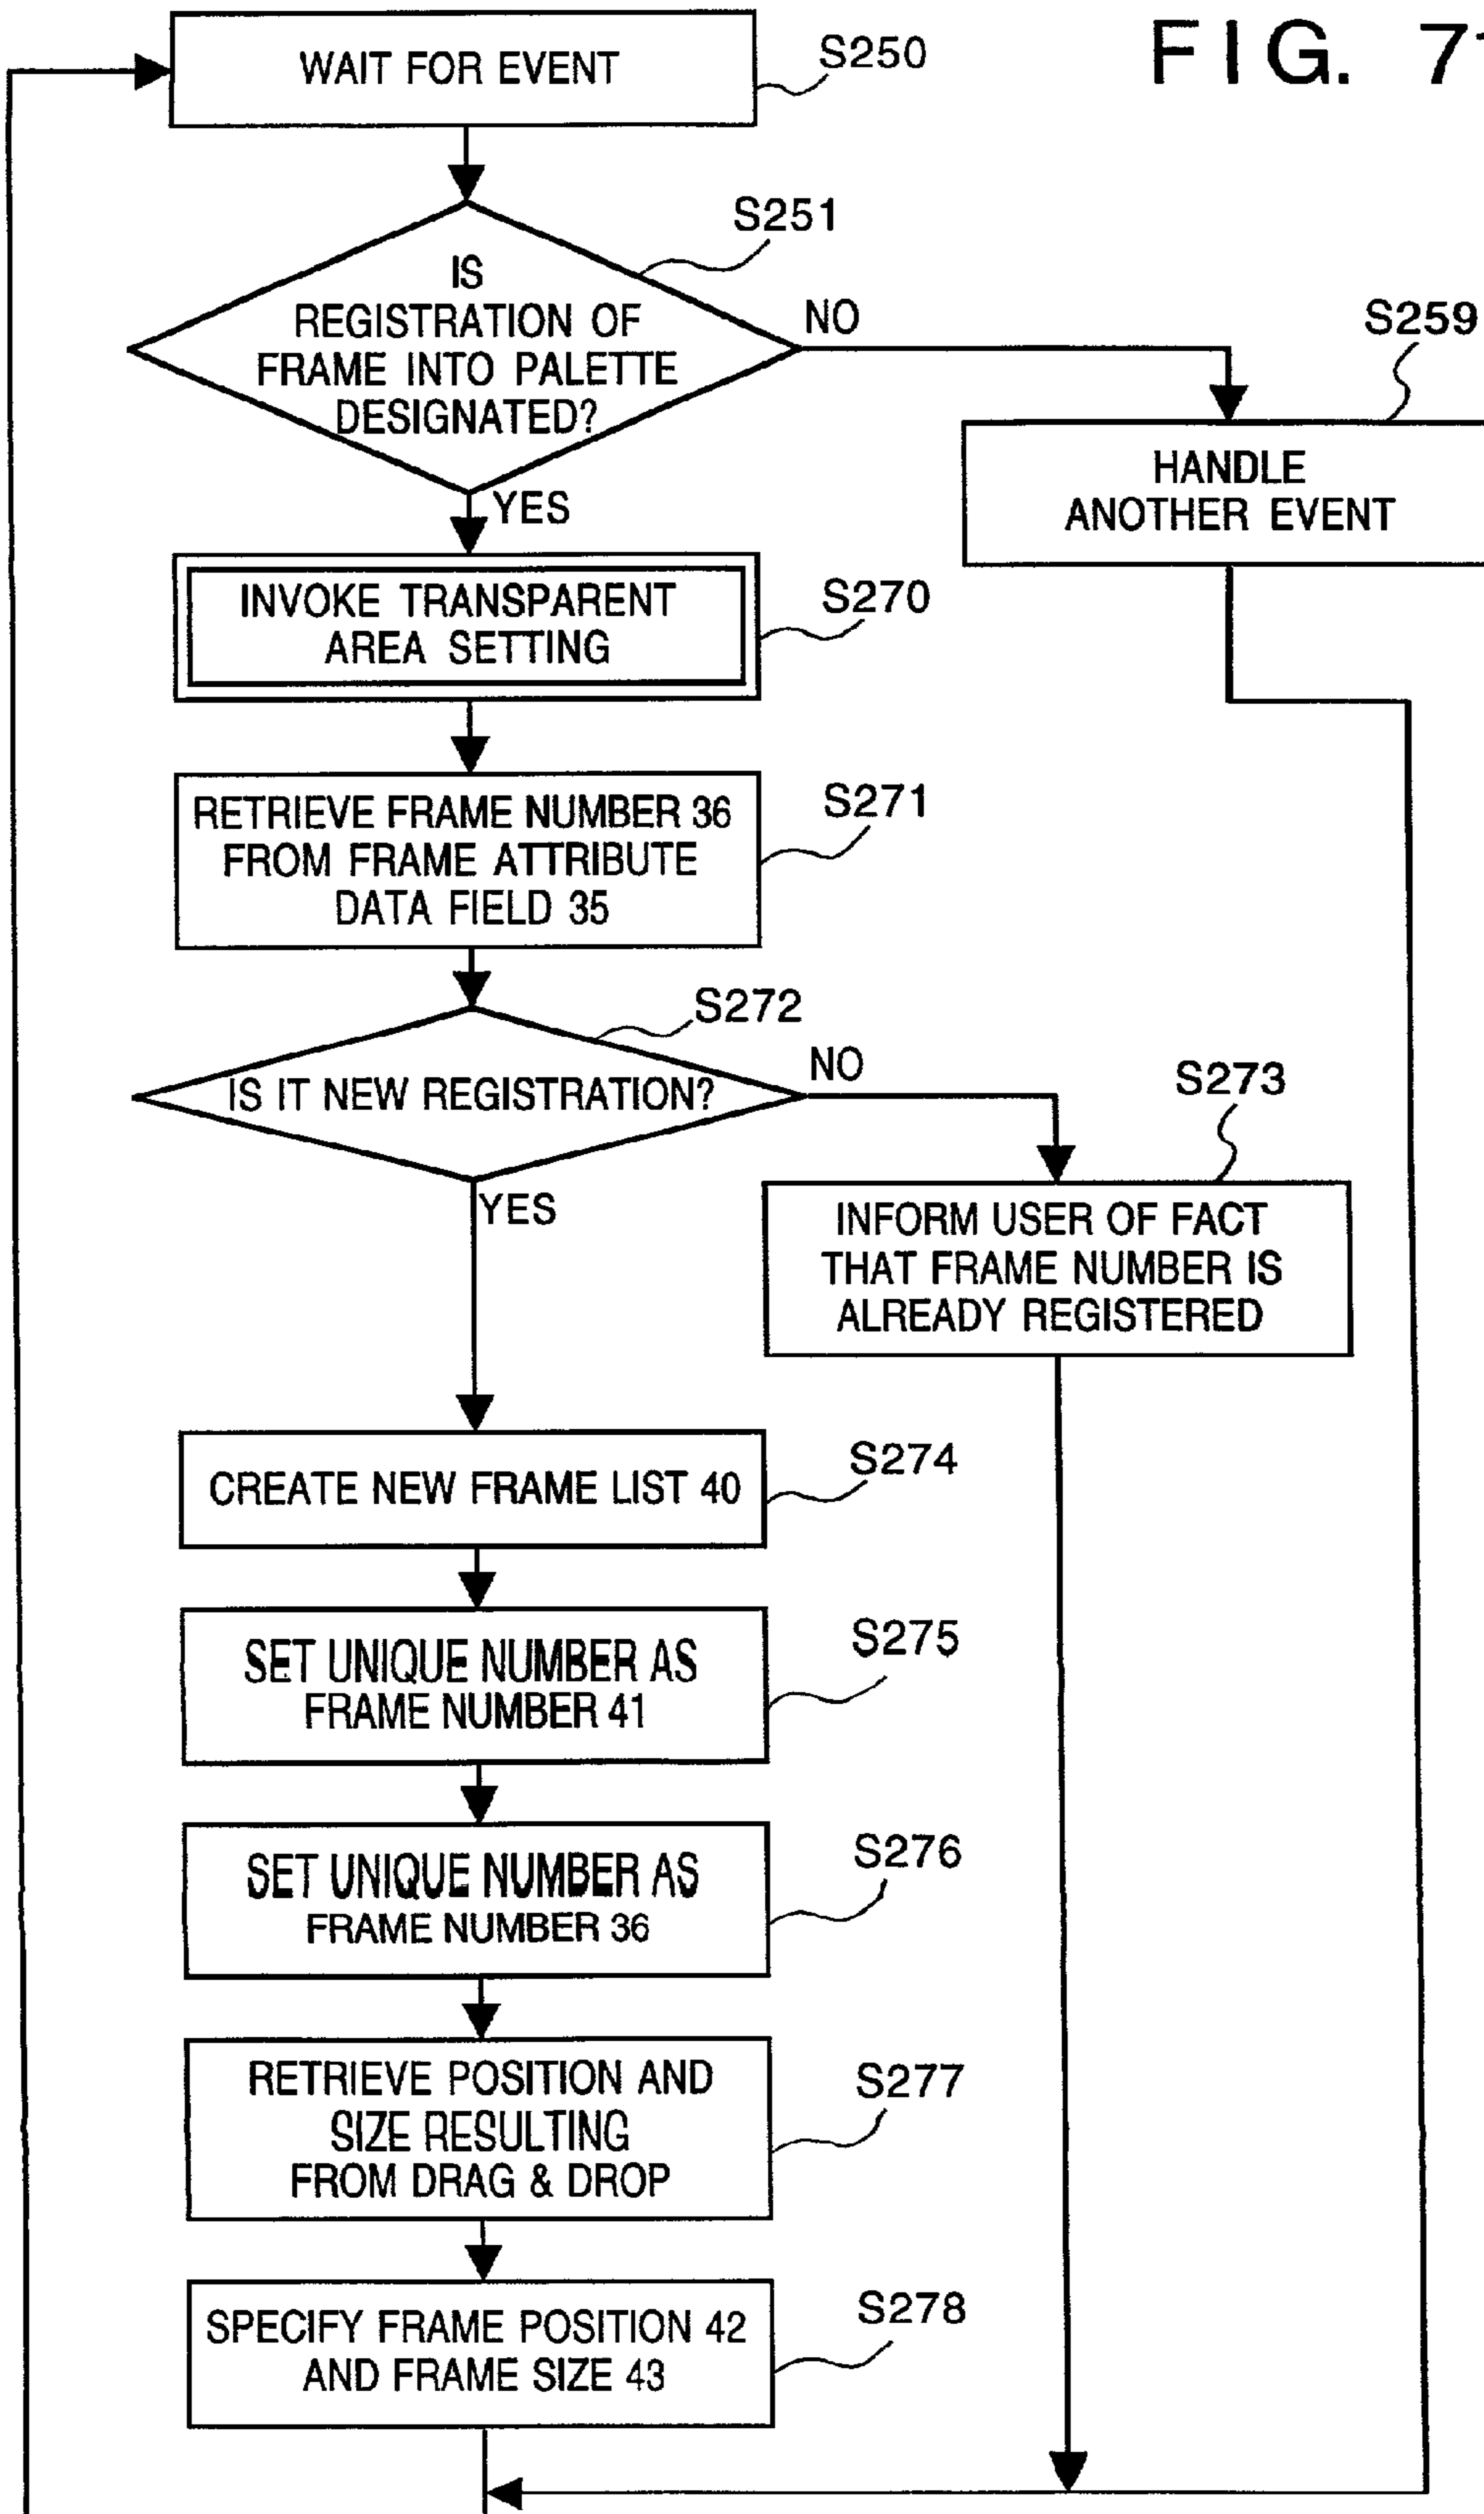 FIG. 7
WAIT FOR EVENT
S250
S251
IS
REGISTRATION OF
FRAME INTO PALETTE
DESIGNATED?
NO
YES
S259
HANDLE
ANOTHER EVENT
INVOKE TRANSPARENT
AREA SETTING
S270
RETRIEVE FRAME NUMBER 36
FROM FRAME ATTRIBUTE
DATA FIELD 35
S271
S272
IS IT NEW REGISTRATION?
NO
YES
S273
INFORM USER OF FACT
THAT FRAME NUMBER IS
ALREADY REGISTERED
CREATE NEW FRAME LIST 40
S274
SET UNIQUE NUMBER AS
FRAME NUMBER 41
S275
SET UNIQUE NUMBER AS
FRAME NUMBER 36
S276
RETRIEVE POSITION AND
SIZE RESULTING
FROM DRAG & DROP
S277
SPECIFY FRAME POSITION 42
AND FRAME SIZE 43
S278